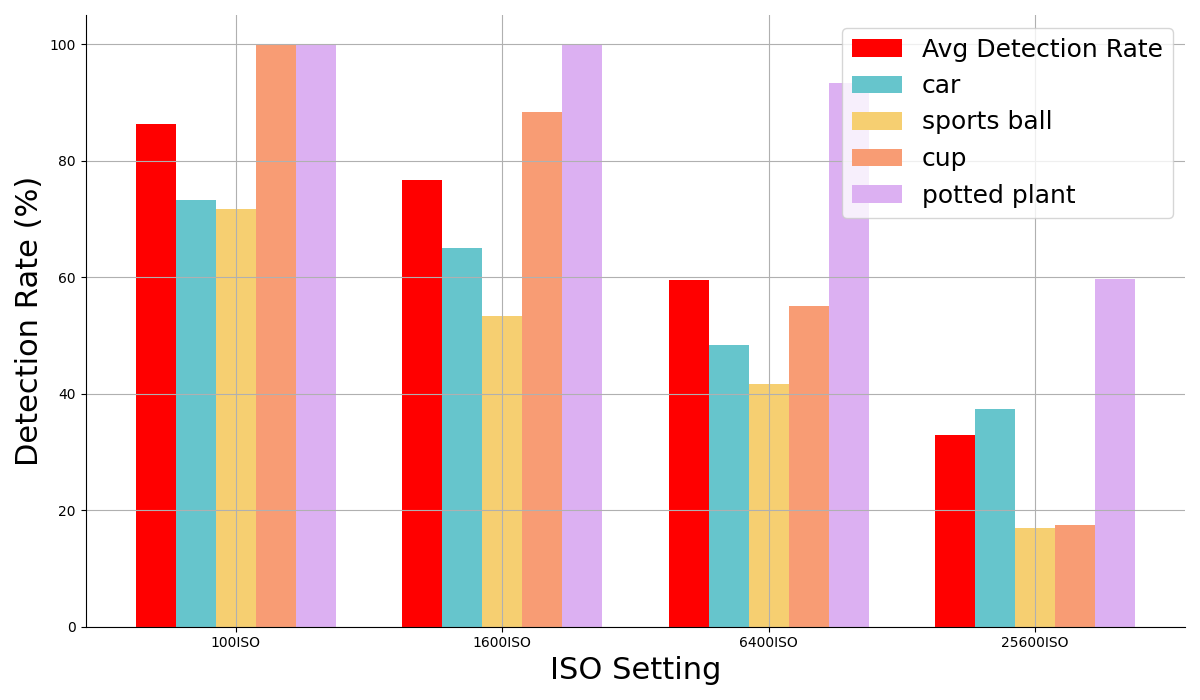 100
80
60
40
20
0
Detection Rate (%)
Avg Detection Rate
car
sports ball
cup
potted plant
100ISO
1600ISO
6400ISO
25600ISO
ISO Setting